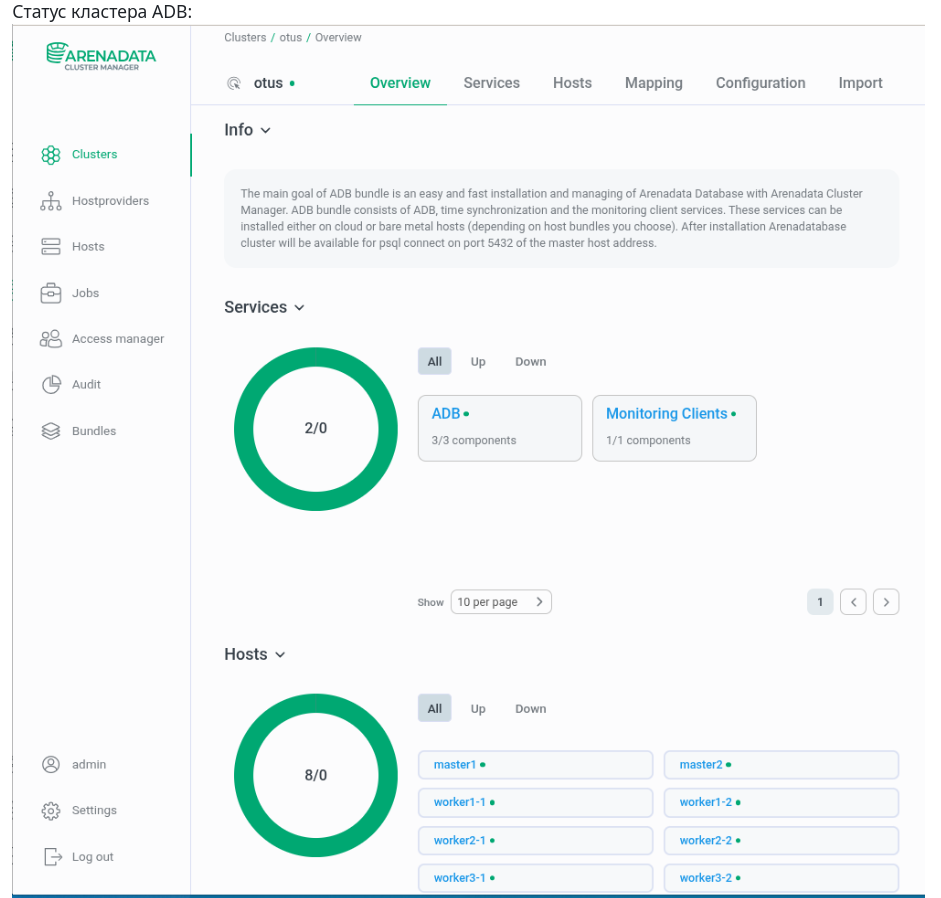 Статус кластера ADB:
ARENADATA
CLUSTER MANAGER
Clusters / otus / Overview
otus
Overview
Services
Hosts
Mapping
Configuration
Import
Clusters
Hostproviders
Hosts
Jobs
Access manager
Audit
Bundles
admin
Settings
Log out
Info
The main goal of ADB bundle is an easy and fast installation and managing of Arenadata Database with Arenadata Cluster
Manager. ADB bundle consists of ADB, time synchronization and the monitoring client services. These services can be
installed either on cloud or bare metal hosts (depending on host bundles you choose). After installation Arenadatabase
cluster will be available for psql connect on port 5432 of the master host address.
Services
2/0
All
Up
Down
ADB
3/3 components
Monitoring Clients
1/1 components
Show
10 per page
1
Hosts
8/0
All
Up
Down
master1
master2
worker1-1
worker1-2
worker2-1
worker2-2
worker3-1
worker3-2